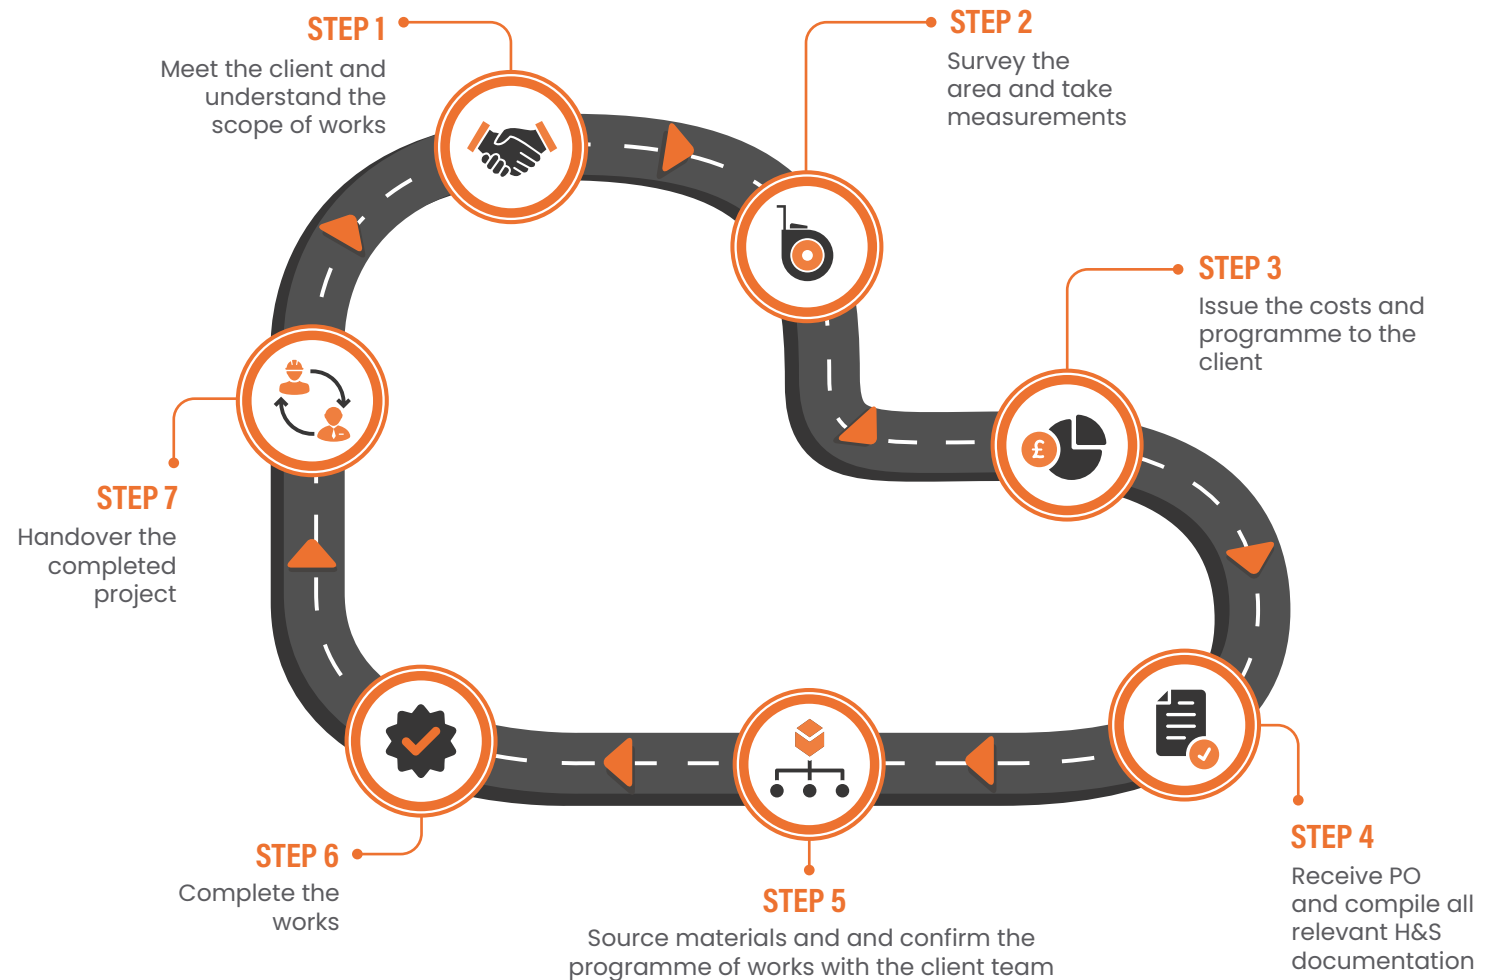 STEP 1
Meet the client and
understand the
scope of works
STEP 2
Survey the
area and take
measurements
STEP 3
Issue the costs and
programme to the
client
£
STEP 4
Receive PO
and compile all
relevant H&S
documentation
STEP 5
Source materials and and confirm the
programme of works with the client team
STEP 6
Complete the
works
STEP 7
Handover the
completed
project